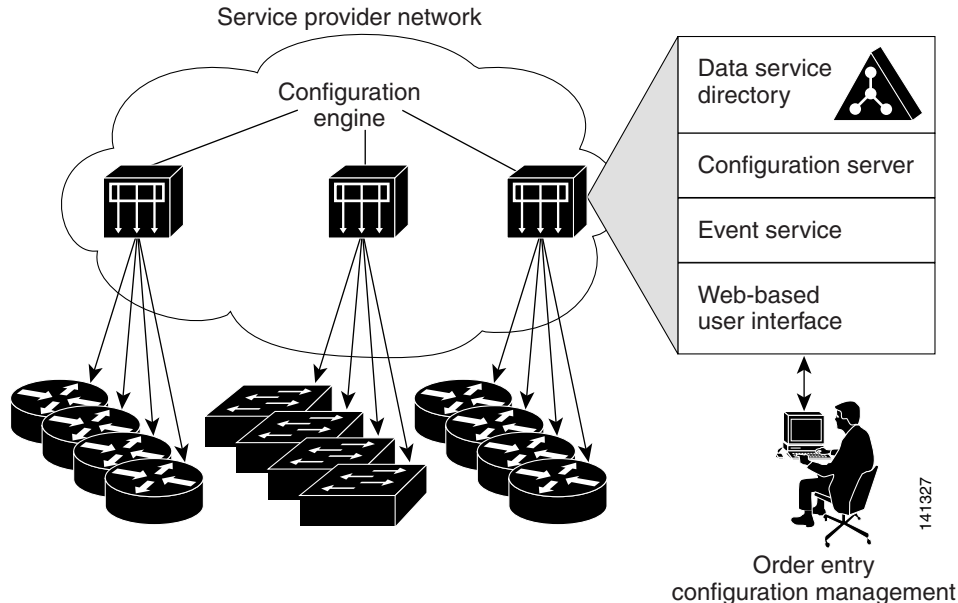 Service provider network
Configuration
engine
Data service
directory
Configuration server
Event service
Web-based
user interface
141327
Order entry
configuration management